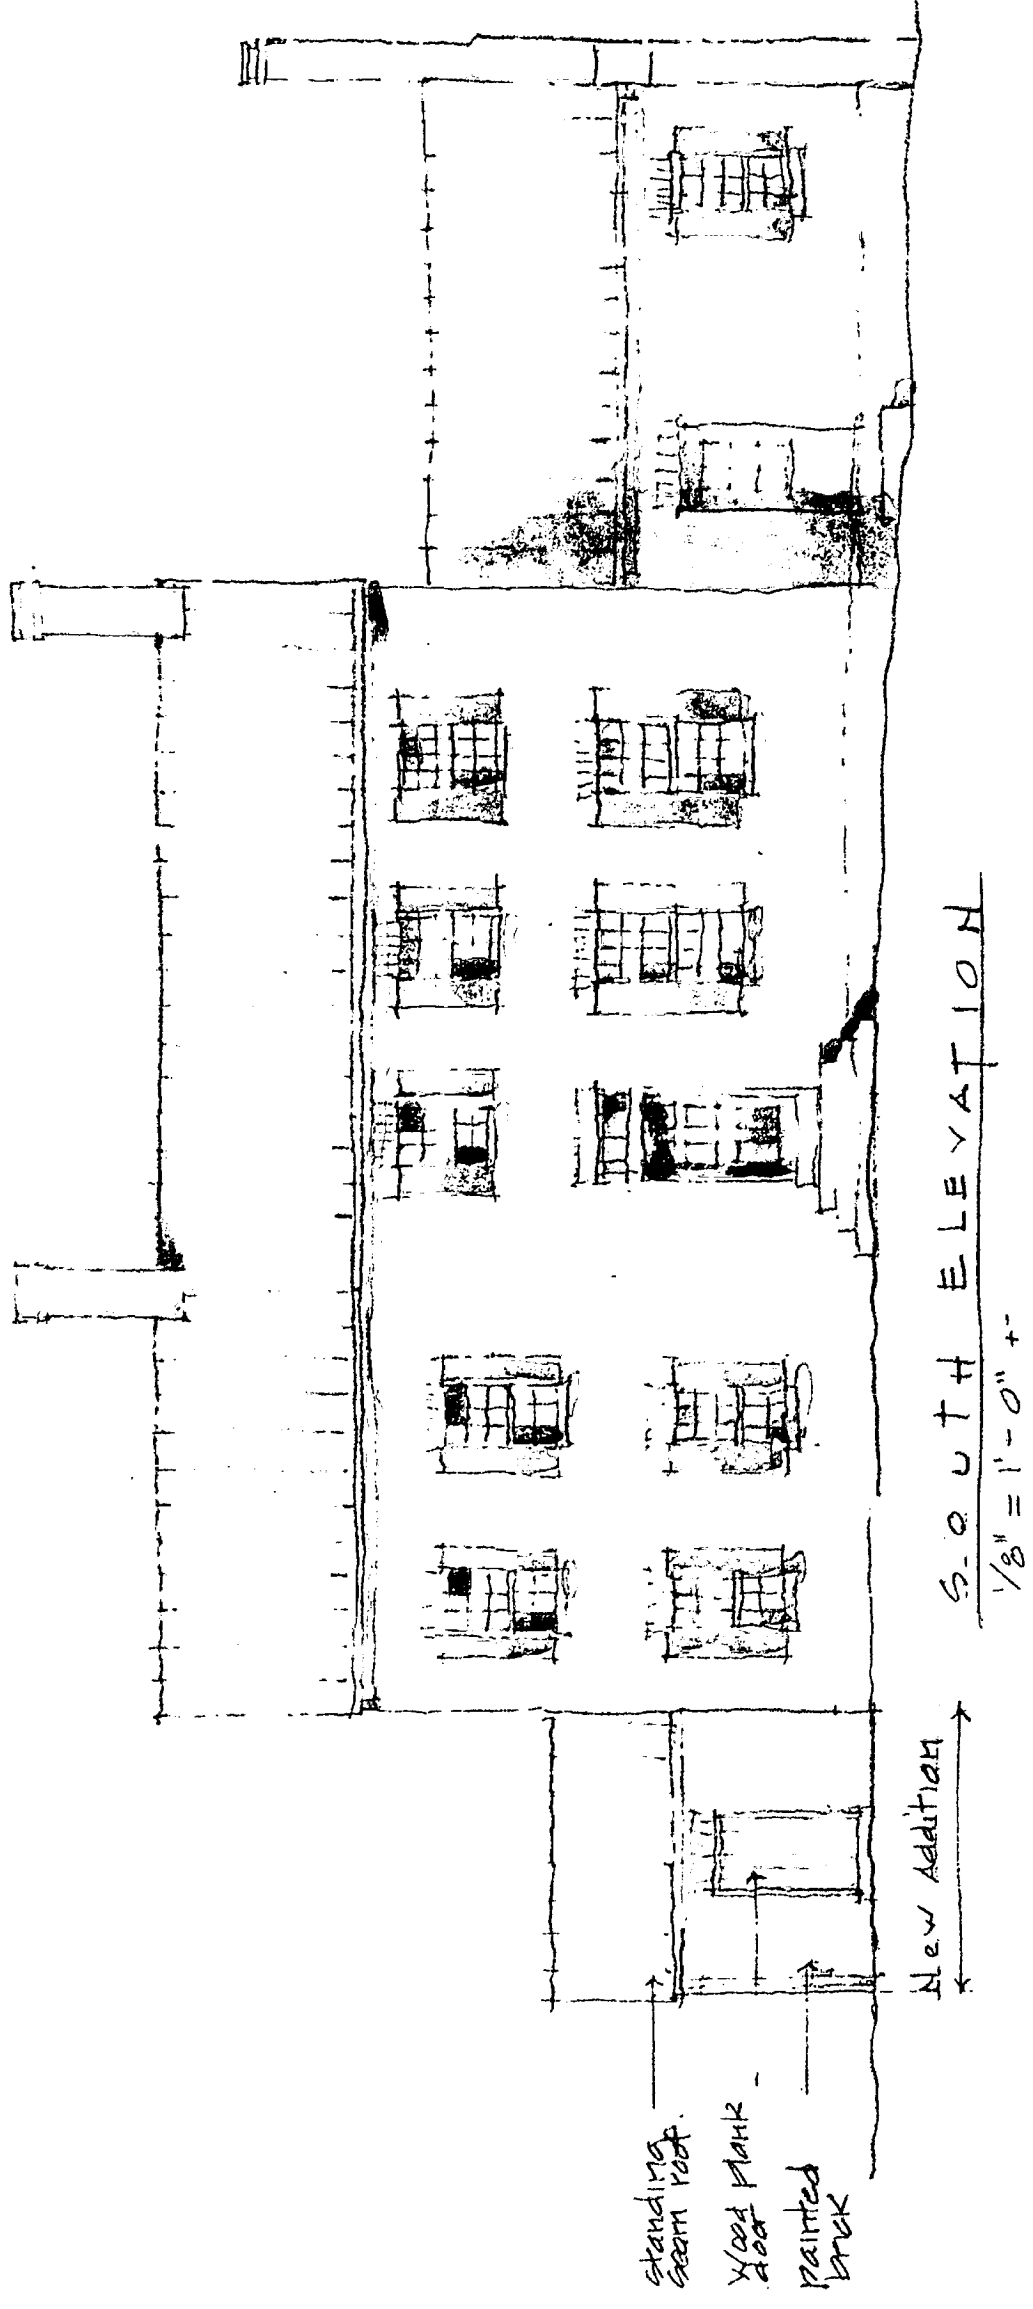 standing
seam roof.
Wood plank
door
painted
brick
New Addition
SOUTH ELEVATION
1/8" = 1'-0" +-